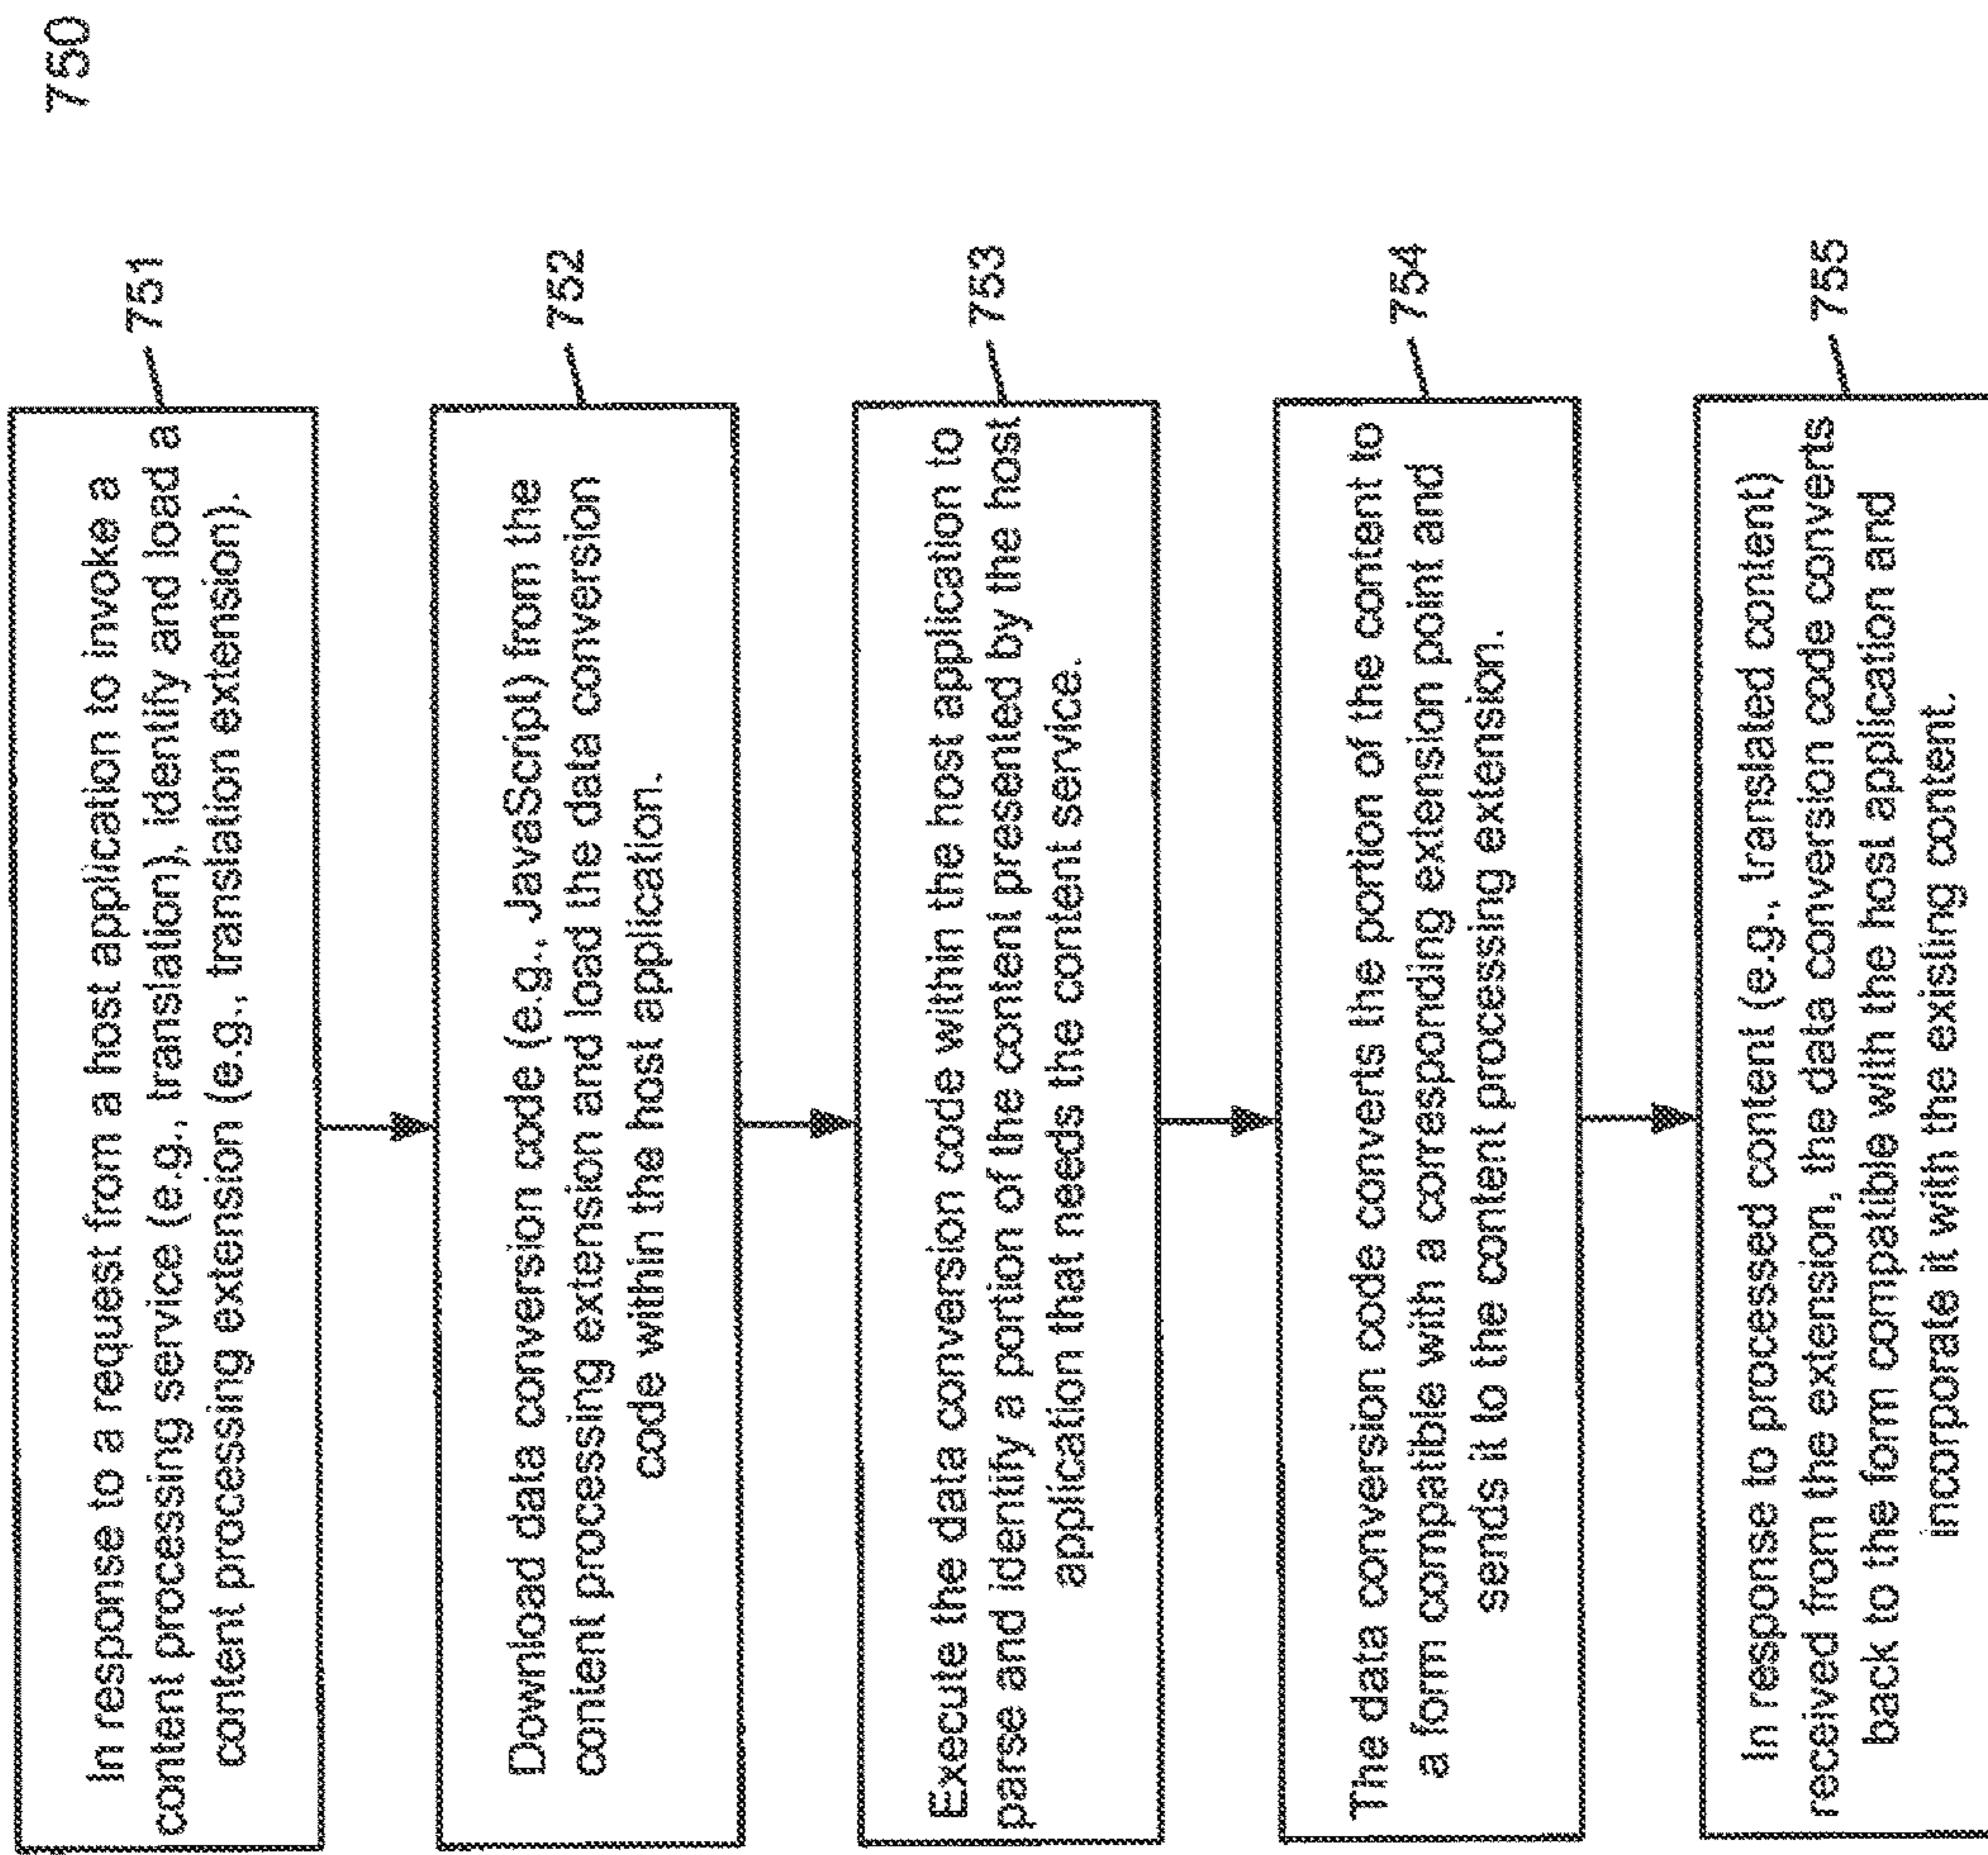 750
In response to a request from a host application to invoke a
content processing service (e.g., translation), identify and load a
content processing extension (e.g., translation extension).
751
Download data conversion code (e.g., JavaScript) from the
content processing extension and load the data conversion
code within the host application.
752
Execute the data conversion code within the host application to
parse and identify a portion of the content presented by the host
application that needs the content service.
753
The data conversion code converts the portion of the content to
a form compatible with a corresponding extension point and
sends it to the content processing extension.
754
In response to processed content (e.g., translated content)
received from the extension, the data conversion code converts
back to the form compatible with the host application and
incorporate it with the existing content.
755